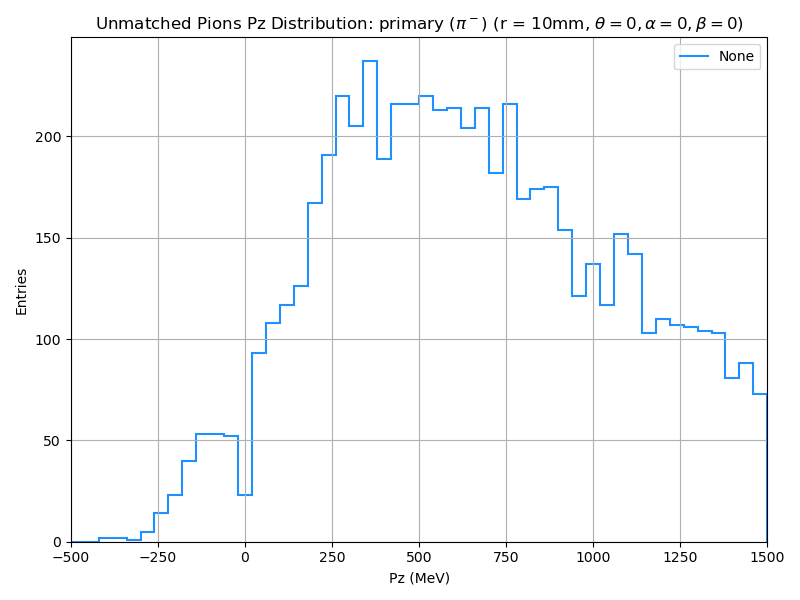 Unmatched Pions Pz Distribution: primary (π⁻) (r = 10mm, θ = 0, α = 0, β = 0)
None
200
150
100
50
0
Entries
−500 −250 0 250 500 750 1000 1250 1500
Pz (MeV)